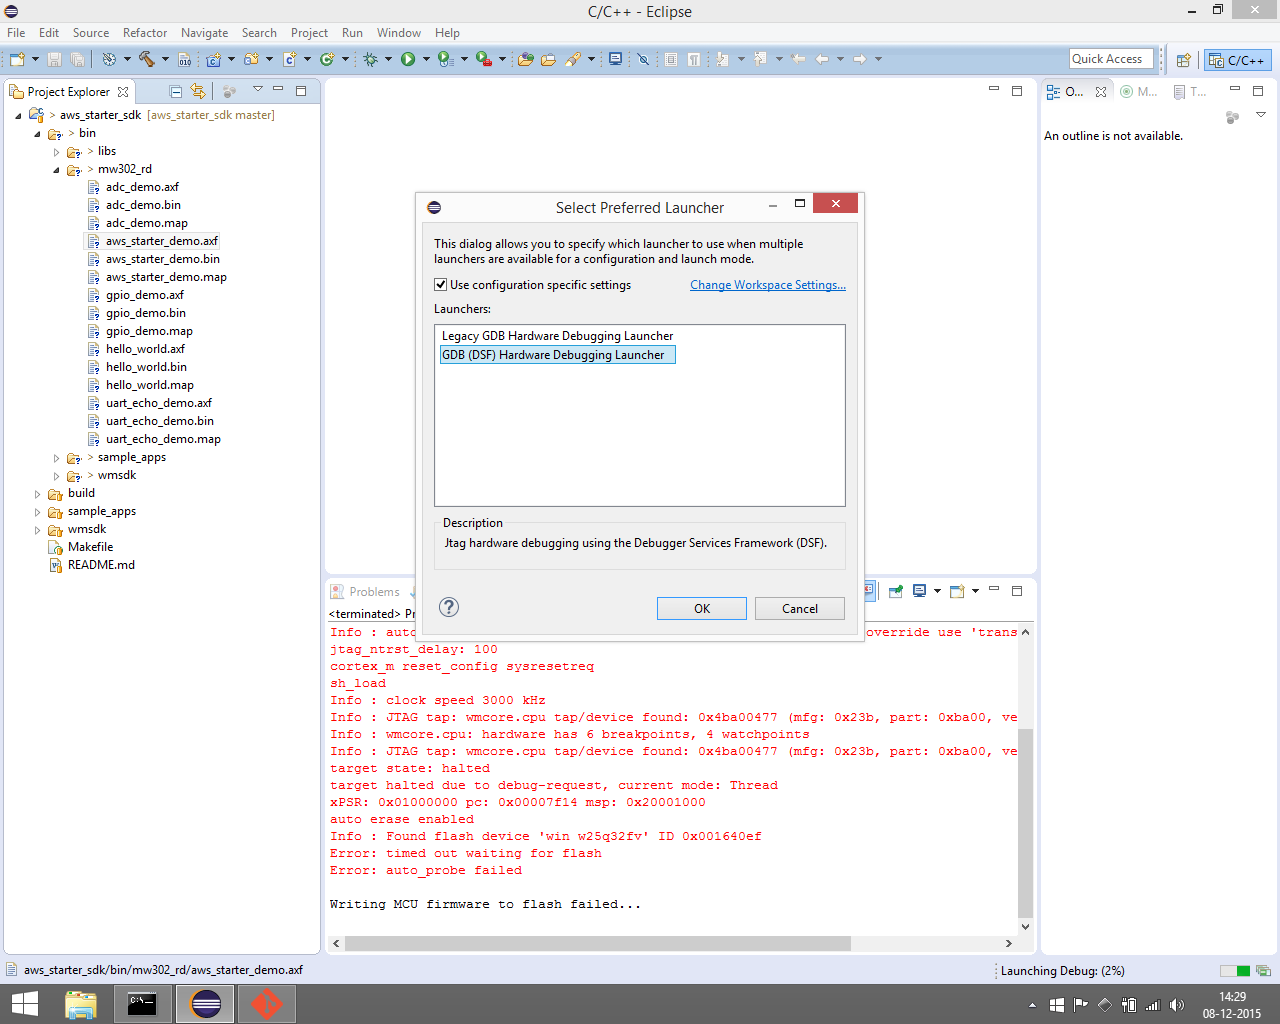 C/C++ - Eclipse
File Edit Source Refactor Navigate Search Project Run Window Help
Quick Access
C/C++
Project Explorer
> aws_starter_sdk [aws_starter_sdk master]
> bin
> libs
> mw302_rd
adc_demo.axf
adc_demo.bin
adc_demo.map
aws_starter_demo.axf
aws_starter_demo.bin
aws_starter_demo.map
gpio_demo.axf
gpio_demo.bin
gpio_demo.map
hello_world.axf
hello_world.bin
hello_world.map
uart_echo_demo.axf
uart_echo_demo.bin
uart_echo_demo.map
> sample_apps
> wmsdk
build
sample_apps
wmsdk
Makefile
README.md
O...
M...
T...
An outline is not available.
Select Preferred Launcher
This dialog allows you to specify which launcher to use when multiple
launchers are available for a configuration and launch mode.
Use configuration specific settings
Change Workspace Settings...
Launchers:
Legacy GDB Hardware Debugging Launcher
GDB (DSF) Hardware Debugging Launcher
Description
Jtag hardware debugging using the Debugger Services Framework (DSF).
OK
Cancel
Problems
<terminated> Pr
Info : auto override use 'trans
jtag_ntrst_delay: 100
cortex_m reset_config sysresetreq
sh_load
Info : clock speed 3000 kHz
Info : JTAG tap: wmcore.cpu tap/device found: 0x4ba00477 (mfg: 0x23b, part: 0xba00, ve
Info : wmcore.cpu: hardware has 6 breakpoints, 4 watchpoints
Info : JTAG tap: wmcore.cpu tap/device found: 0x4ba00477 (mfg: 0x23b, part: 0xba00, ve
target state: halted
target halted due to debug-request, current mode: Thread
xPSR: 0x01000000 pc: 0x00007f14 msp: 0x20001000
auto erase enabled
Info : Found flash device 'win w25q32fv' ID 0x001640ef
Error: timed out waiting for flash
Error: auto_probe failed
Writing MCU firmware to flash failed...
aws_starter_sdk/bin/mw302_rd/aws_starter_demo.axf
Launching Debug: (2%)
14:29
08-12-2015